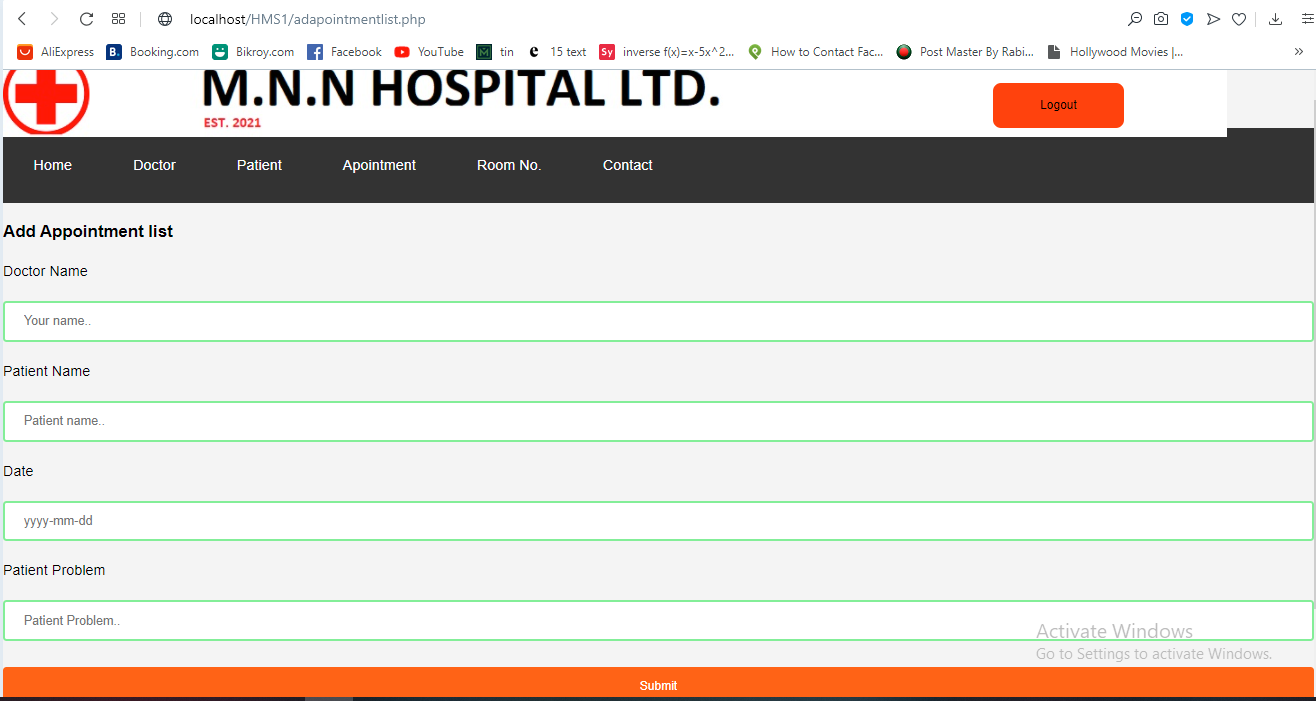 localhost/HMS1/adapointmentlist.php
AliExpress B. Booking.com Bikroy.com Facebook YouTube M tin e 15 text Sy inverse f(x)=x-5x^2... How to Contact Fac... Post Master By Rabi... Hollywood Movies |... »
M.N.N HOSPITAL LTD.
EST. 2021
Logout
Home Doctor Patient Apointment Room No. Contact
Add Appointment list
Doctor Name
Your name..
Patient Name
Patient name..
Date
yyyy-mm-dd
Patient Problem
Patient Problem..
Activate Windows
Go to Settings to activate Windows.
Submit